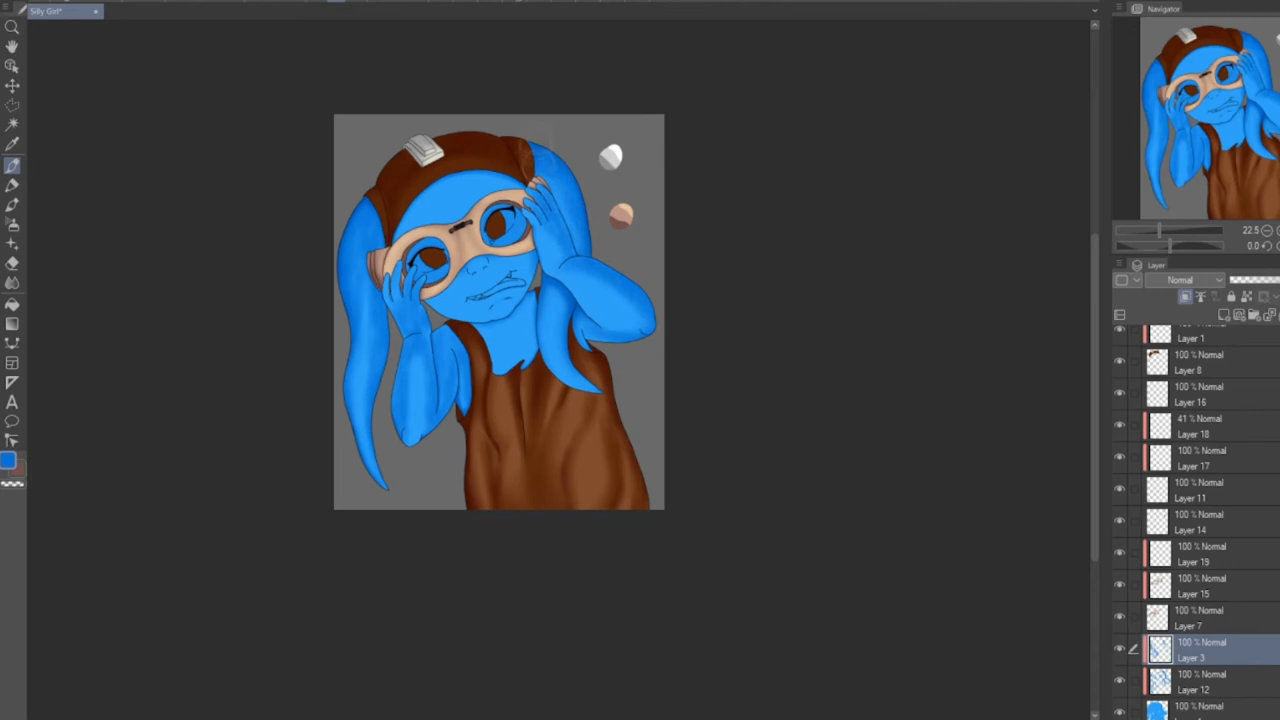 Silly Girl*
Navigator
22.5
0.0
Layer
Normal
Layer 1
100 % Normal
Layer 8
100 % Normal
Layer 16
41 % Normal
Layer 18
100 % Normal
Layer 17
100 % Normal
Layer 11
100 % Normal
Layer 14
100 % Normal
Layer 19
100 % Normal
Layer 15
100 % Normal
Layer 7
100 % Normal
Layer 3
100 % Normal
Layer 12
100 % Normal